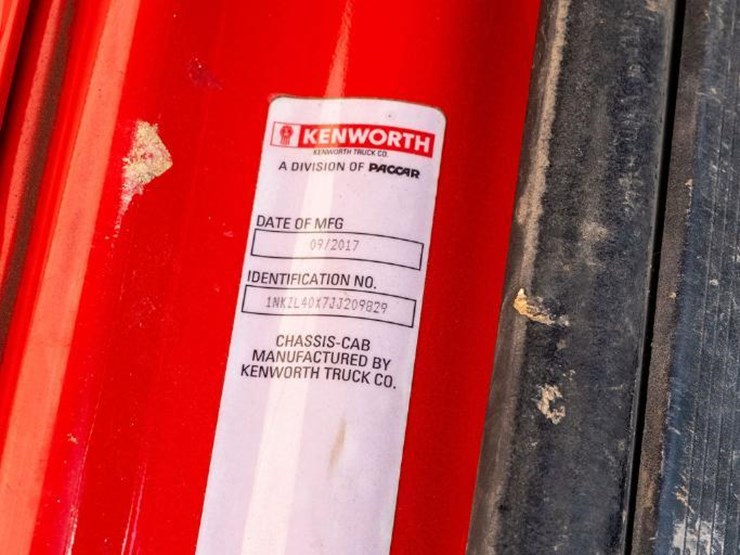 KENWORTH
KENWORTH TRUCK CO.
A DIVISION OF PACCAR
DATE OF MFG
09/2017
IDENTIFICATION NO.
1NKZL40X7JJ209829
CHASSIS-CAB
MANUFACTURED BY
KENWORTH TRUCK CO.